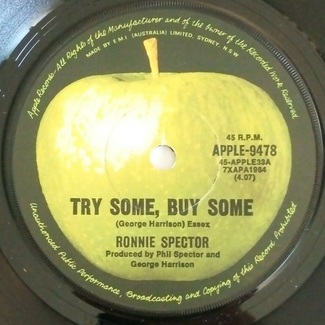 Apple Records. All Rights of the Manufacturer and of the Owner of the Recorded Work Reserved
MADE BY E M I (AUSTRALIA) LIMITED, SYDNEY, N S W
45 R.P.M.
APPLE-9478
45-APPLE33A
7XAPA1964
(4.07)
TRY SOME, BUY SOME
(George Harrison) Essex
RONNIE SPECTOR
Produced by Phil Spector and
George Harrison
Unauthorised Public Performance, Broadcasting and Copying of this Record Prohibited